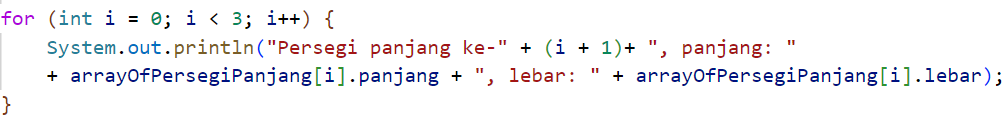 for (int i = 0; i < 3; i++) {
    System.out.println("Persegi panjang ke-" + (i + 1)+ ", panjang: "
    + arrayOfPersegiPanjang[i].panjang + ", lebar: " + arrayOfPersegiPanjang[i].lebar);
}